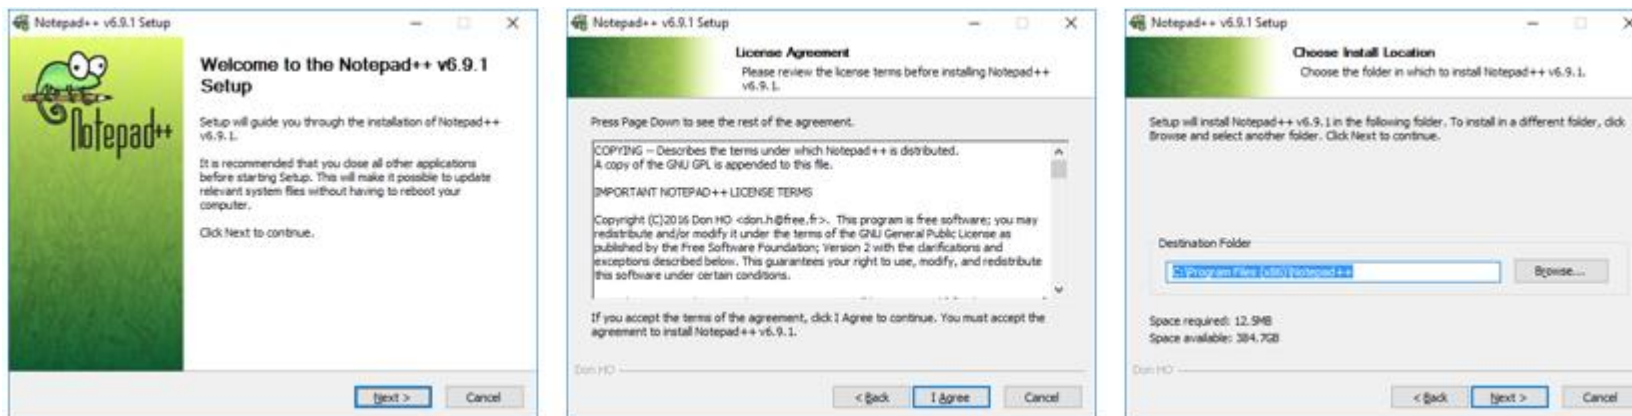 Notepad++ v6.9.1 Setup
Notepad++
Welcome to the Notepad++ v6.9.1
Setup
Setup will guide you through the installation of Notepad++
v6.9.1.
It is recommended that you close all other applications
before starting Setup. This will make it possible to update
relevant system files without having to reboot your
computer.
Click Next to continue.
Next >
Cancel
Notepad++ v6.9.1 Setup
License Agreement
Please review the license terms before installing Notepad++
v6.9.1.
Press Page Down to see the rest of the agreement.
COPYING -- Describes the terms under which Notepad++ is distributed.
A copy of the GNU GPL is appended to this file.
IMPORTANT NOTEPAD++ LICENSE TERMS
Copyright (C)2016 Don HO <don.h@free.fr>. This program is free software; you may
redistribute and/or modify it under the terms of the GNU General Public License as
published by the Free Software Foundation; Version 2 with the clarifications and
exceptions described below. This guarantees your right to use, modify, and redistribute
this software under certain conditions.
If you accept the terms of the agreement, click I Agree to continue. You must accept the
agreement to install Notepad++ v6.9.1.
Don HO
< Back
I Agree
Cancel
Notepad++ v6.9.1 Setup
Choose Install Location
Choose the folder in which to install Notepad++ v6.9.1.
Setup will install Notepad++ v6.9.1 in the following folder. To install in a different folder, click
Browse and select another folder. Click Next to continue.
Destination Folder
C:\Program Files (x86)\Notepad++
Browse...
Space required: 12.9MB
Space available: 384.7GB
Don HO
< Back
Next >
Cancel